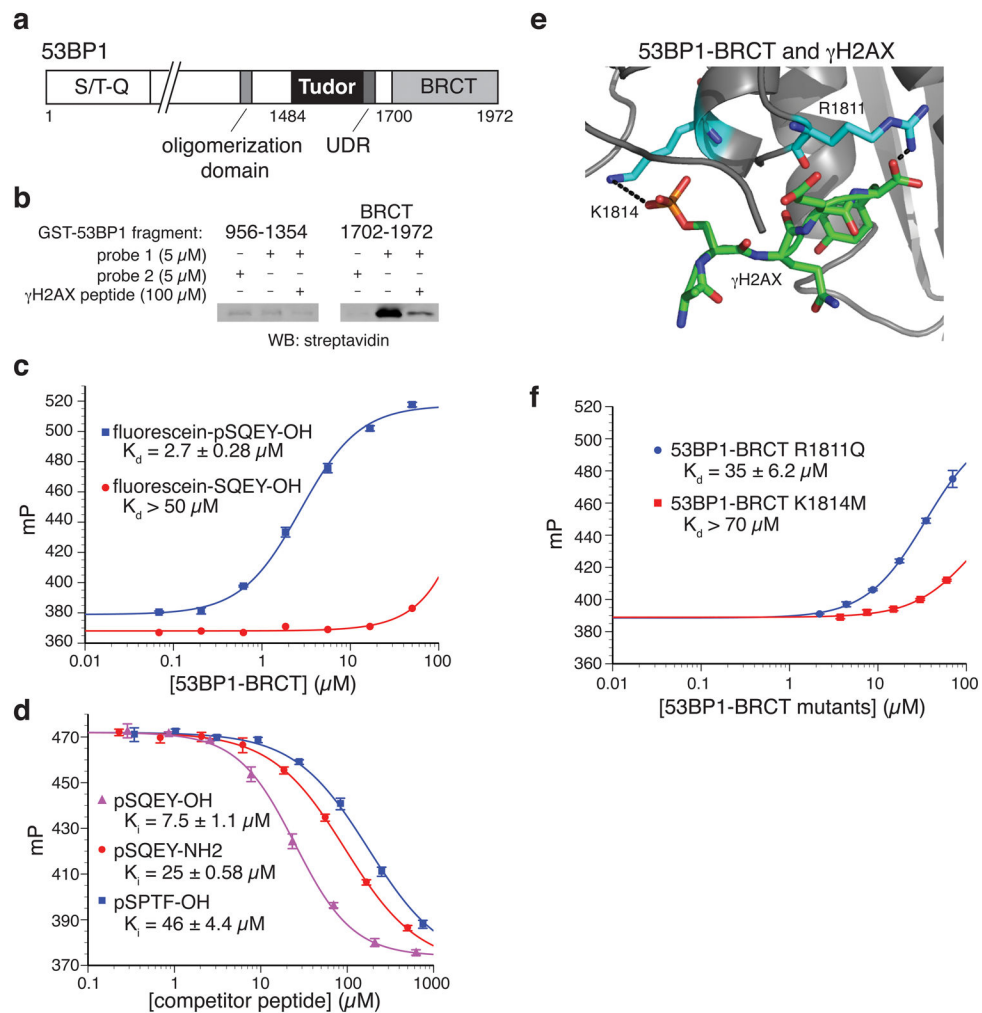 a
53BP1
S/T-Q
Tudor
BRCT
1
1484
1700
1972
oligomerization
domain
UDR
b
BRCT
GST-53BP1 fragment: 956-1354 1702-1972
probe 1 (5 µM) – + + – + +
probe 2 (5 µM) + – – + – –
γH2AX peptide (100 µM) – – + – – +
WB: streptavidin
c
520
500
480
460
440
420
400
380
360
mP
fluorescein-pSQEY-OH
Kd = 2.7 ± 0.28 µM
fluorescein-SQEY-OH
Kd > 50 µM
0.01 0.1 1 10 100
[53BP1-BRCT] (µM)
d
470
450
430
410
390
370
mP
pSQEY-OH
Ki = 7.5 ± 1.1 µM
pSQEY-NH2
Ki = 25 ± 0.58 µM
pSPTF-OH
Ki = 46 ± 4.4 µM
0.1 1 10 100 1000
[competitor peptide] (µM)
e
53BP1-BRCT and γH2AX
R1811
K1814
γH2AX
f
520
500
480
460
440
420
400
380
360
mP
53BP1-BRCT R1811Q
Kd = 35 ± 6.2 µM
53BP1-BRCT K1814M
Kd > 70 µM
0.01 0.1 1 10 100
[53BP1-BRCT mutants] (µM)